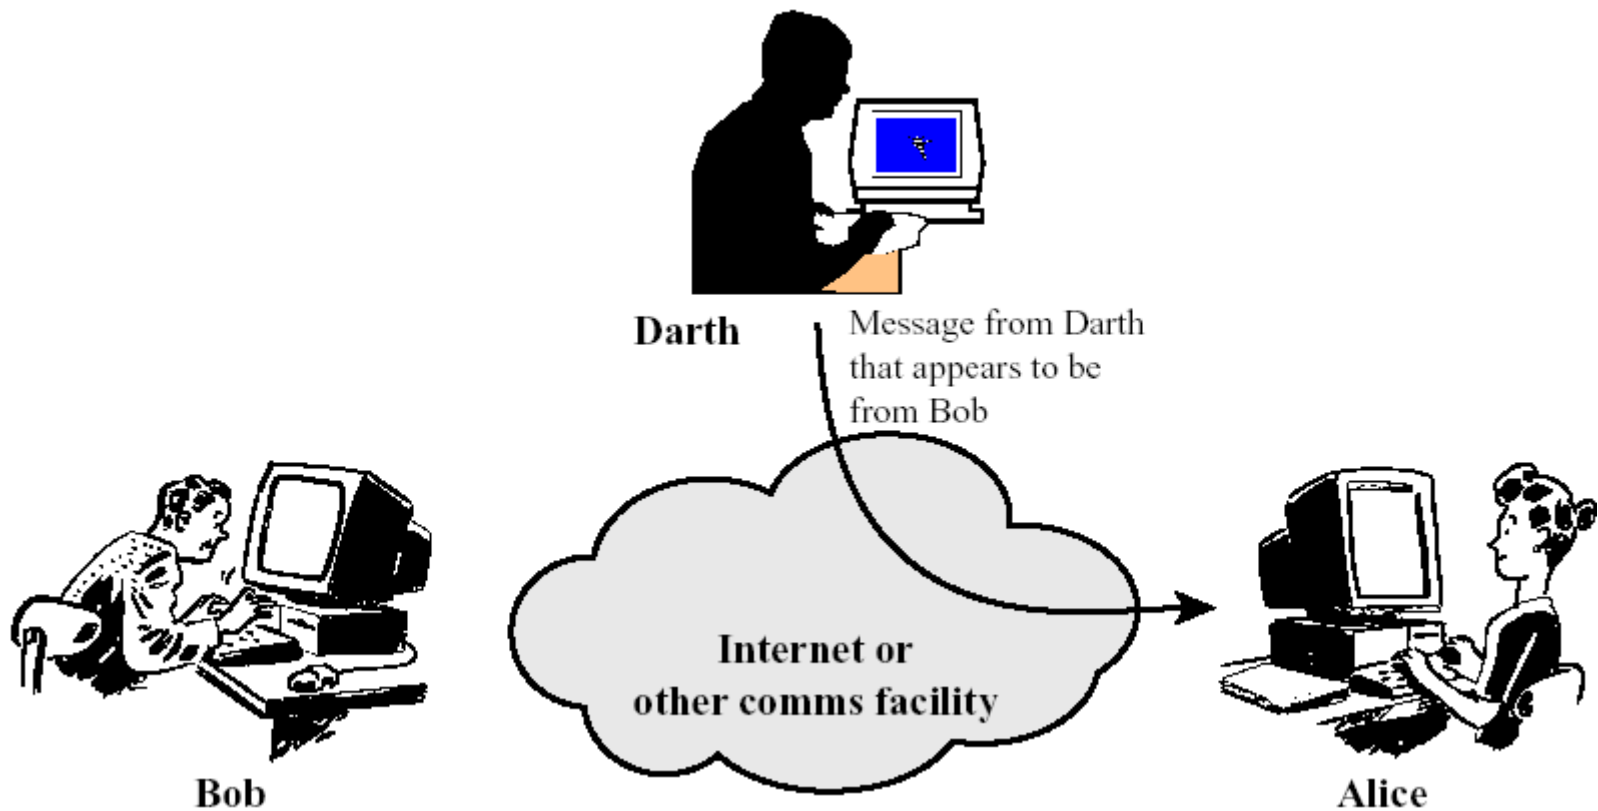 Darth
Message from Darth
that appears to be
from Bob
Internet or
other comms facility
Bob
Alice